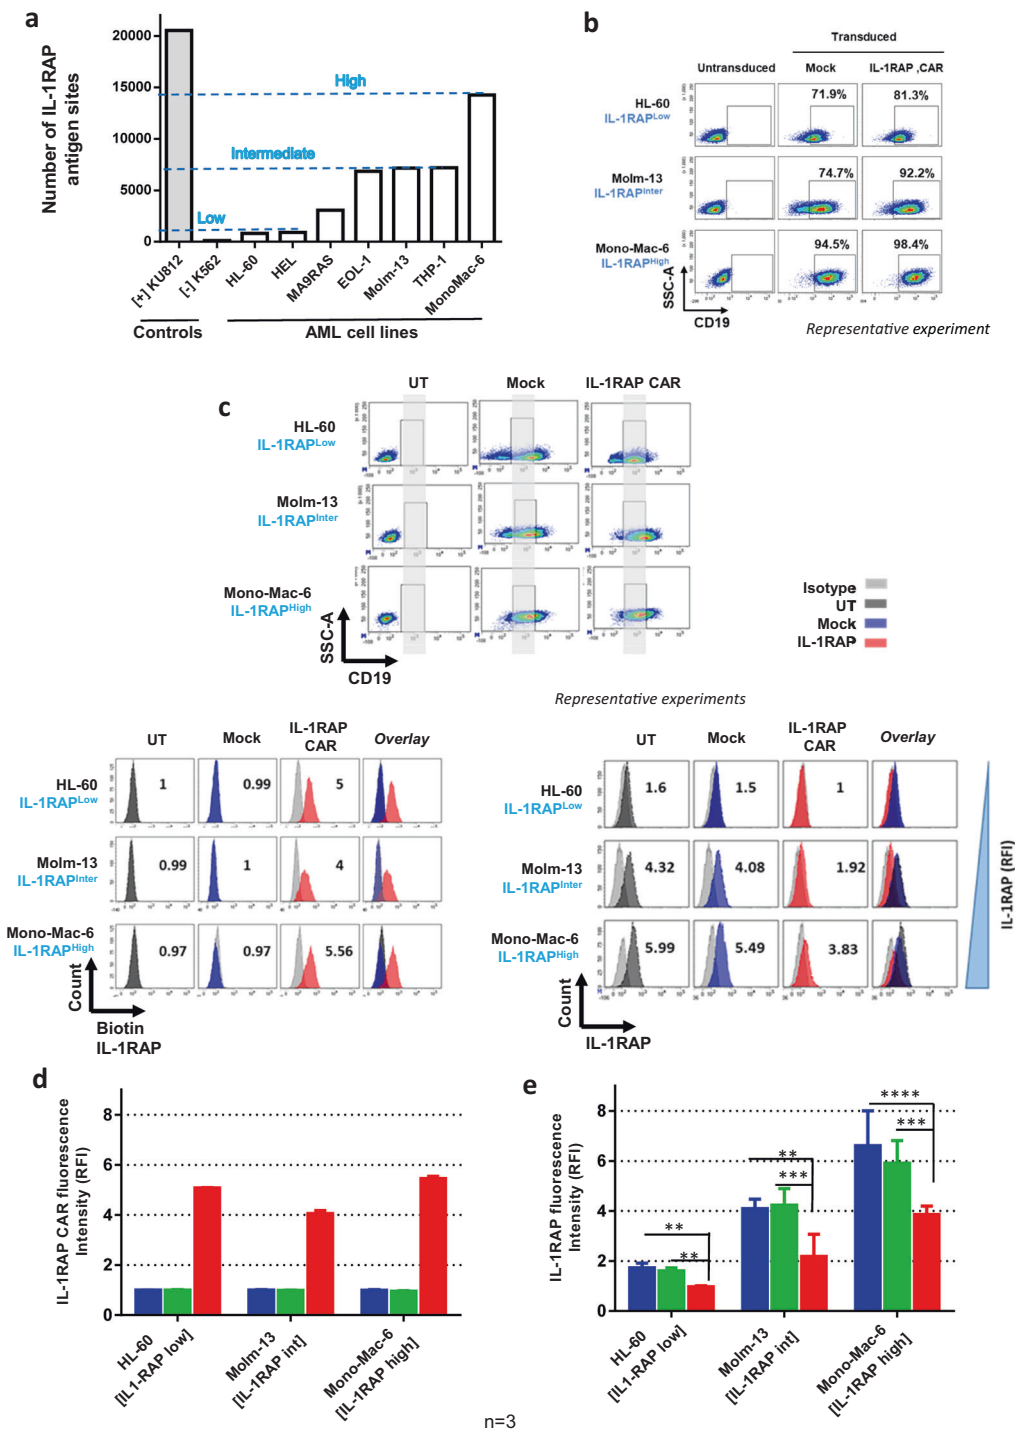 a
Number of IL-1RAP
antigen sites
20000
15000
10000
5000
0
High
Intermediate
Low
[+] KU812
[-] K562
HL-60
HEL
MA9RAS
EOL-1
Molm-13
THP-1
MonoMac-6
Controls
AML cell lines
b
Transduced
Untransduced
Mock
IL-1RAP ,CAR
HL-60
IL-1RAPLow
71.9%
81.3%
Molm-13
IL-1RAPInter
74.7%
92.2%
Mono-Mac-6
IL-1RAPHigh
94.5%
98.4%
SSC-A
CD19
Representative experiment
c
UT
Mock
IL-1RAP CAR
HL-60
IL-1RAPLow
Molm-13
IL-1RAPInter
Mono-Mac-6
IL-1RAPHigh
SSC-A
CD19
Isotype
UT
Mock
IL-1RAP
Representative experiments
UT
Mock
IL-1RAP
CAR
Overlay
HL-60
IL-1RAPLow
1
0.99
5
Molm-13
IL-1RAPInter
0.99
1
4
Mono-Mac-6
IL-1RAPHigh
0.97
0.97
5.56
Count
Biotin
IL-1RAP
UT
Mock
IL-1RAP
CAR
Overlay
HL-60
IL-1RAPLow
1.6
1.5
1
Molm-13
IL-1RAPInter
4.32
4.08
1.92
Mono-Mac-6
IL-1RAPHigh
5.99
5.49
3.83
Count
IL-1RAP
IL-1RAP (RFI)
d
IL-1RAP CAR fluorescence
Intensity (RFI)
8
6
4
2
0
HL-60
[IL1-RAP low]
Molm-13
[IL-1RAP int]
Mono-Mac-6
[IL-1RAP high]
e
IL-1RAP fluorescence
Intensity (RFI)
8
6
4
2
0
**
**
**
***
****
***
HL-60
[IL1-RAP low]
Molm-13
[IL-1RAP int]
Mono-Mac-6
[IL-1RAP high]
n=3